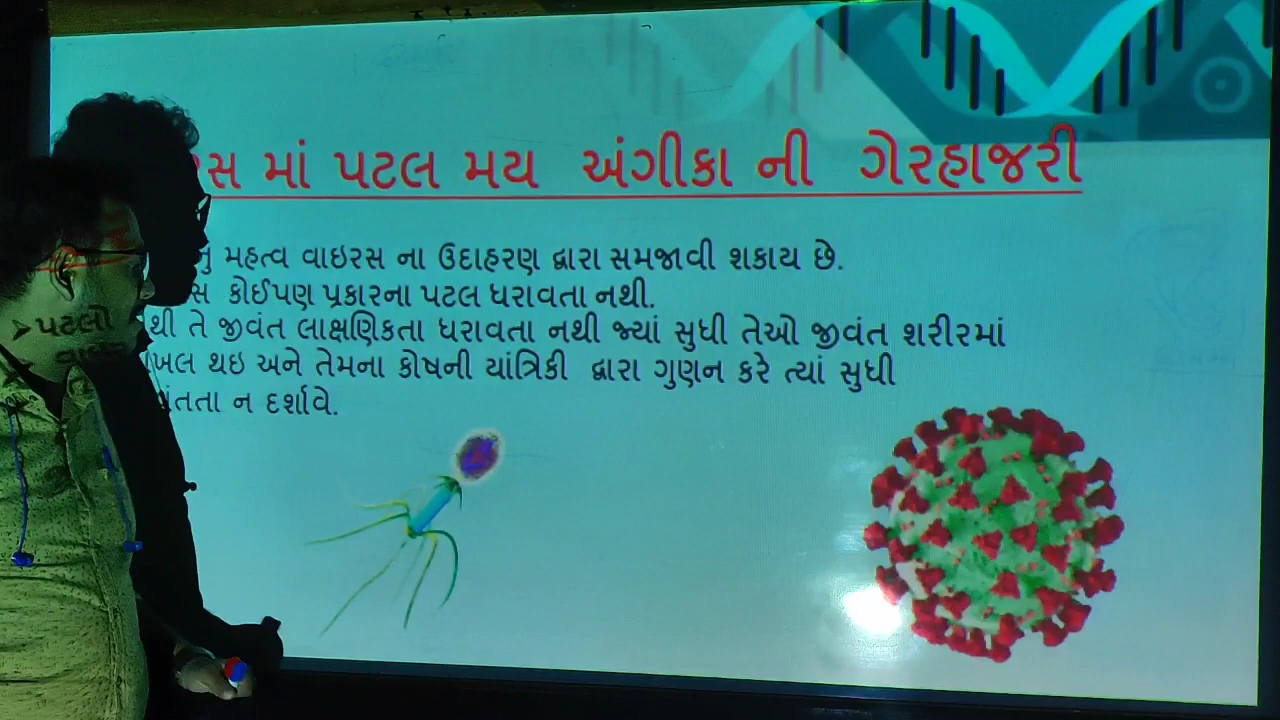 સ માં પટલ મય અંગીકા ની ગેરહાજરી
નું મહત્વ વાઇરસ ના ઉદાહરણ દ્વારા સમજાવી શકાય છે.
સ કોઈપણ પ્રકારના પટલ ધરાવતા નથી.
➤પટલો થી તે જીવંત લાક્ષણિકતા ધરાવતા નથી જ્યાં સુધી તેઓ જીવંત શરીરમાં
ખલ થઇ અને તેમના કોષની યાંત્રિકી દ્વારા ગુણન કરે ત્યાં સુધી
વંતતા ન દર્શાવે.